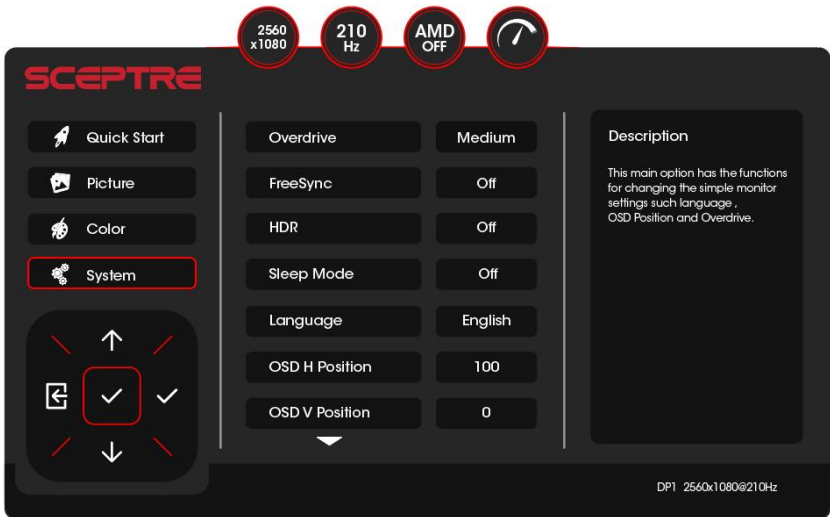 2560
x1080
210
Hz
AMD
OFF
SCEPTRE
Quick Start
Picture
Color
System
Overdrive Medium
FreeSync Off
HDR Off
Sleep Mode Off
Language English
OSD H Position 100
OSD V Position 0
Description
This main option has the functions
for changing the simple monitor
settings such language ,
OSD Position and Overdrive.
DP1 2560x1080@210Hz